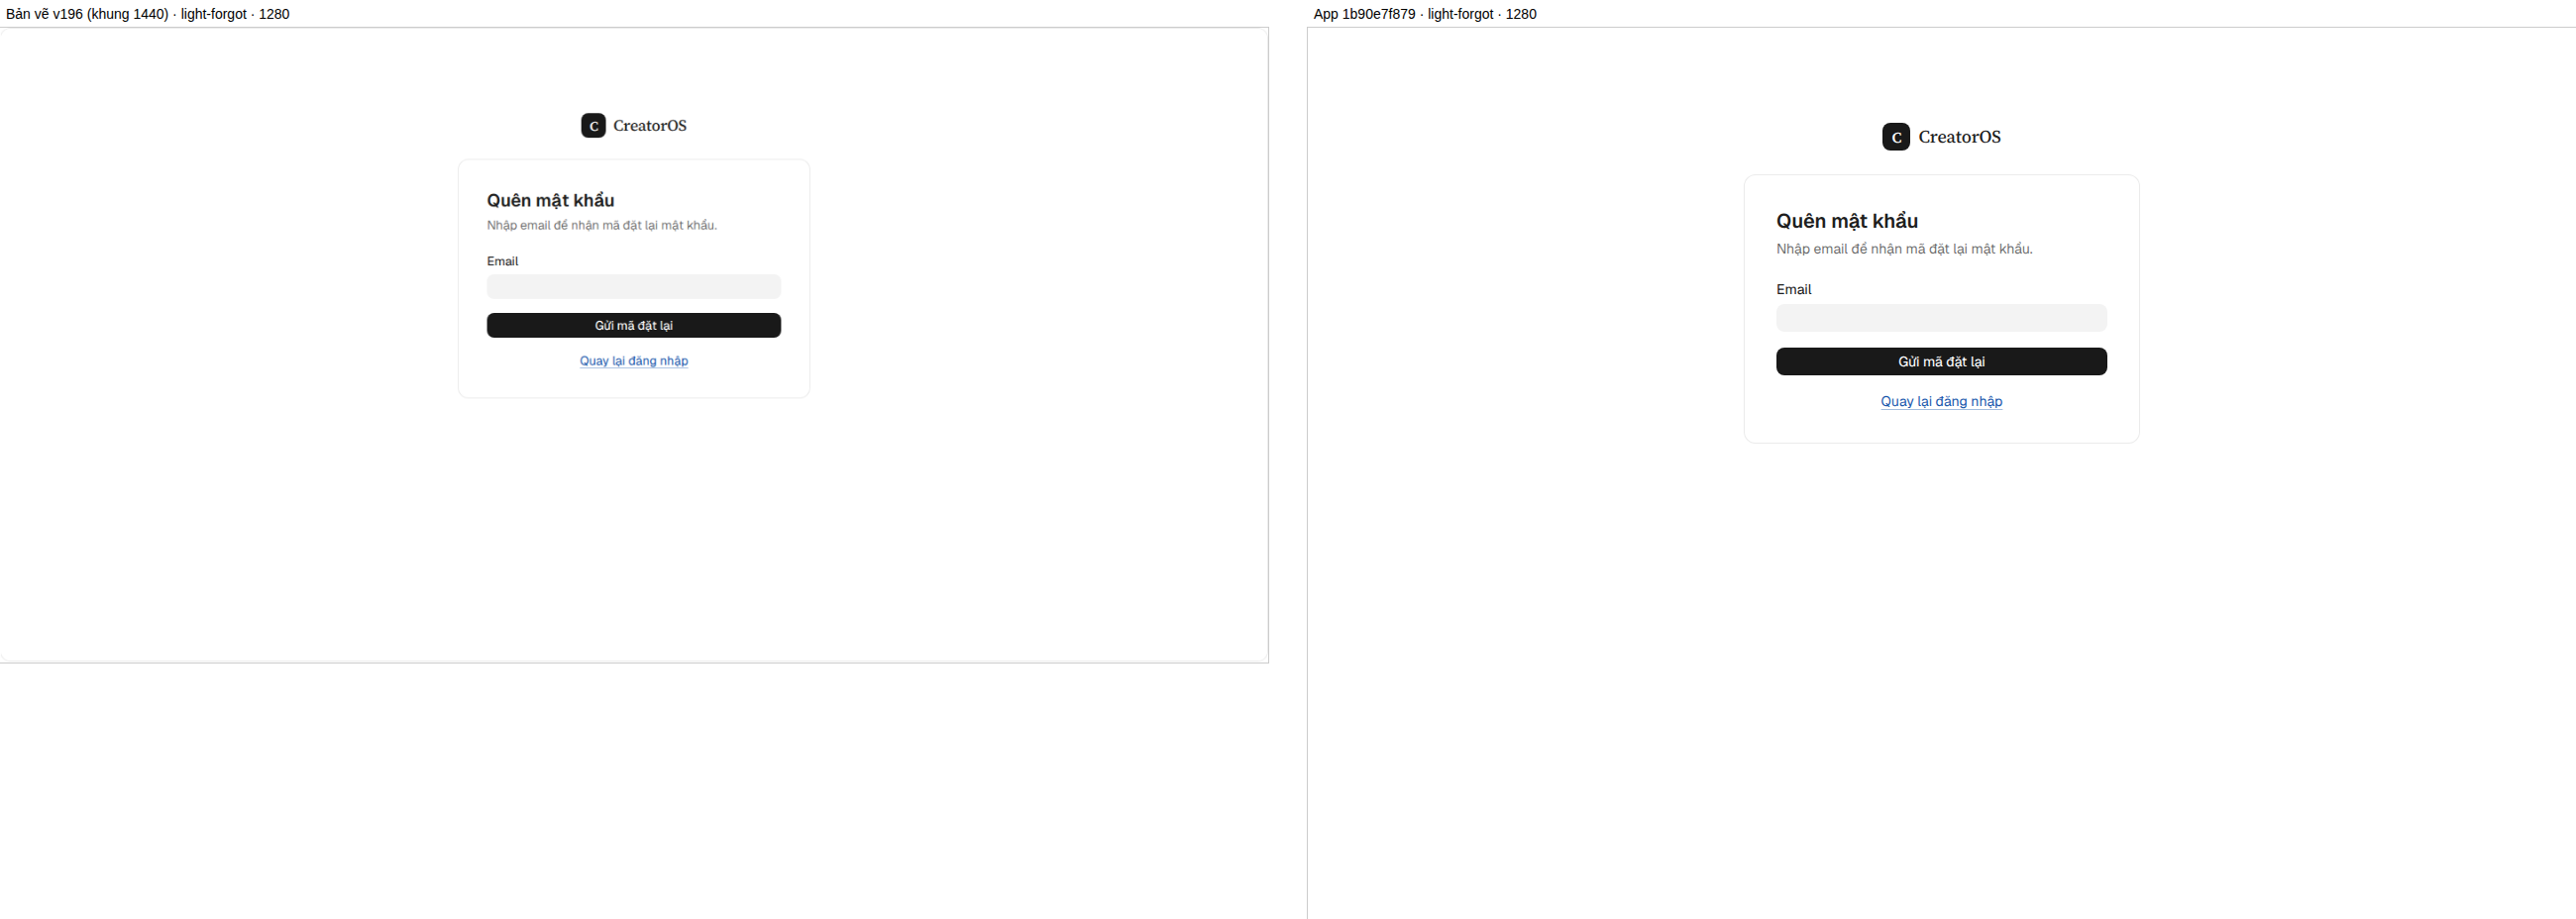 Bản vẽ v196 (khung 1440) · light-forgot · 1280
C CreatorOS
Quên mật khẩu
Nhập email để nhận mã đặt lại mật khẩu.
Email
Gửi mã đặt lại
Quay lại đăng nhập
App 1b90e7f879 · light-forgot · 1280
C CreatorOS
Quên mật khẩu
Nhập email để nhận mã đặt lại mật khẩu.
Email
Gửi mã đặt lại
Quay lại đăng nhập